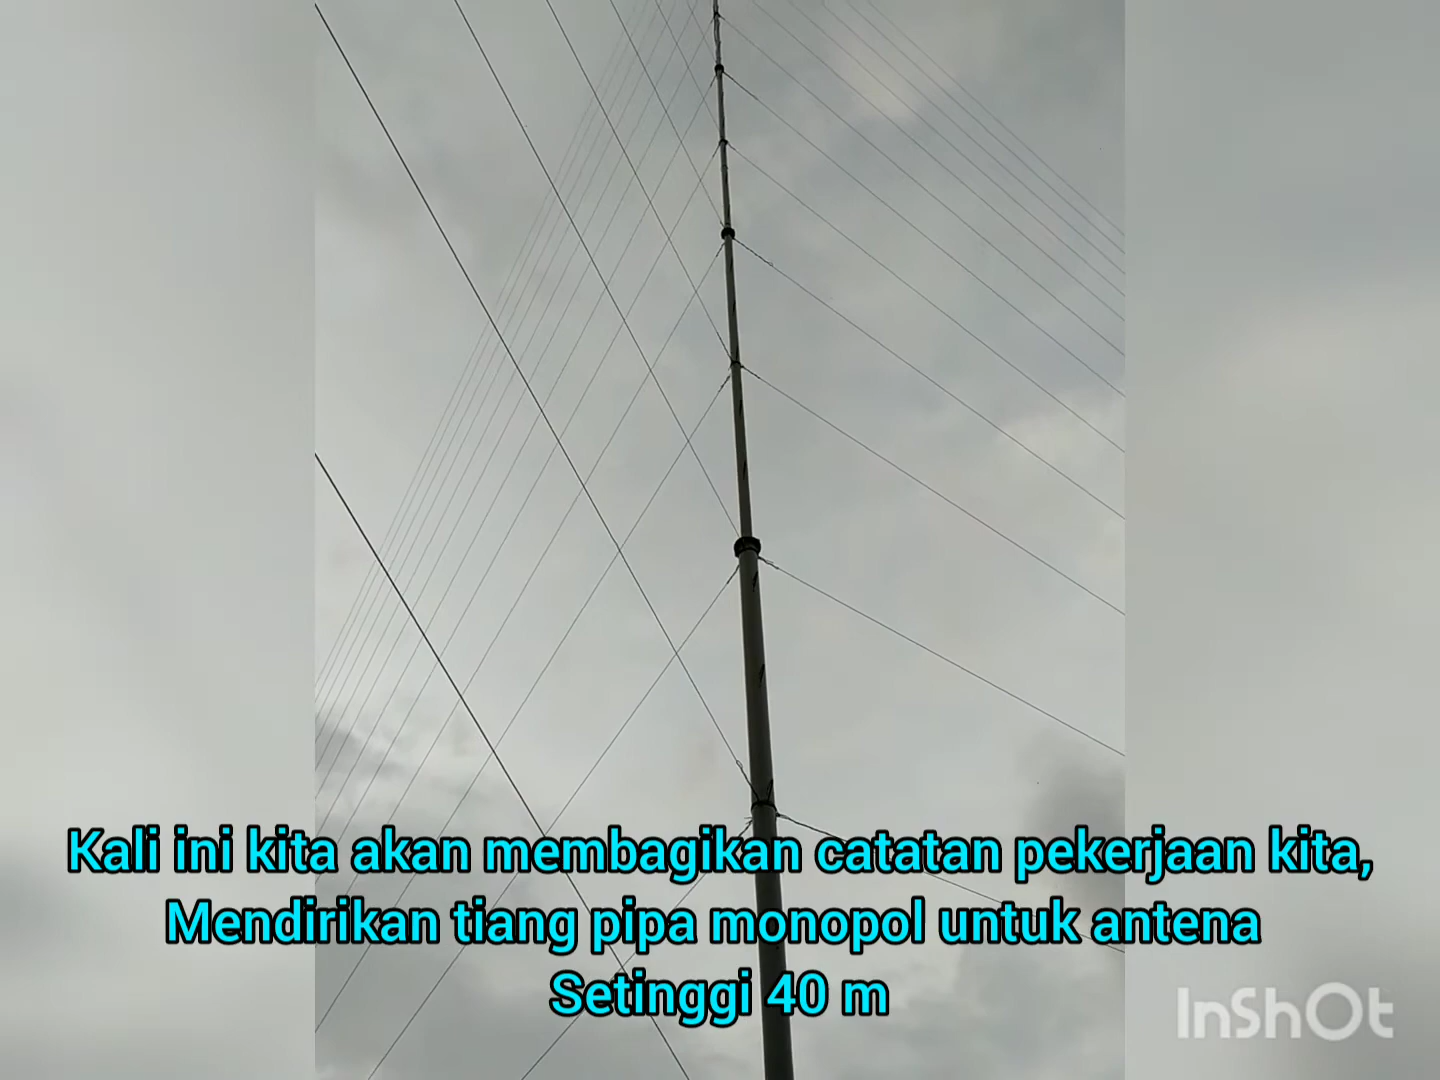 Kali ini kita akan membagikan catatan pekerjaan kita,
Mendirikan tiang pipa monopol untuk antena
Setinggi 40 m
InShOt